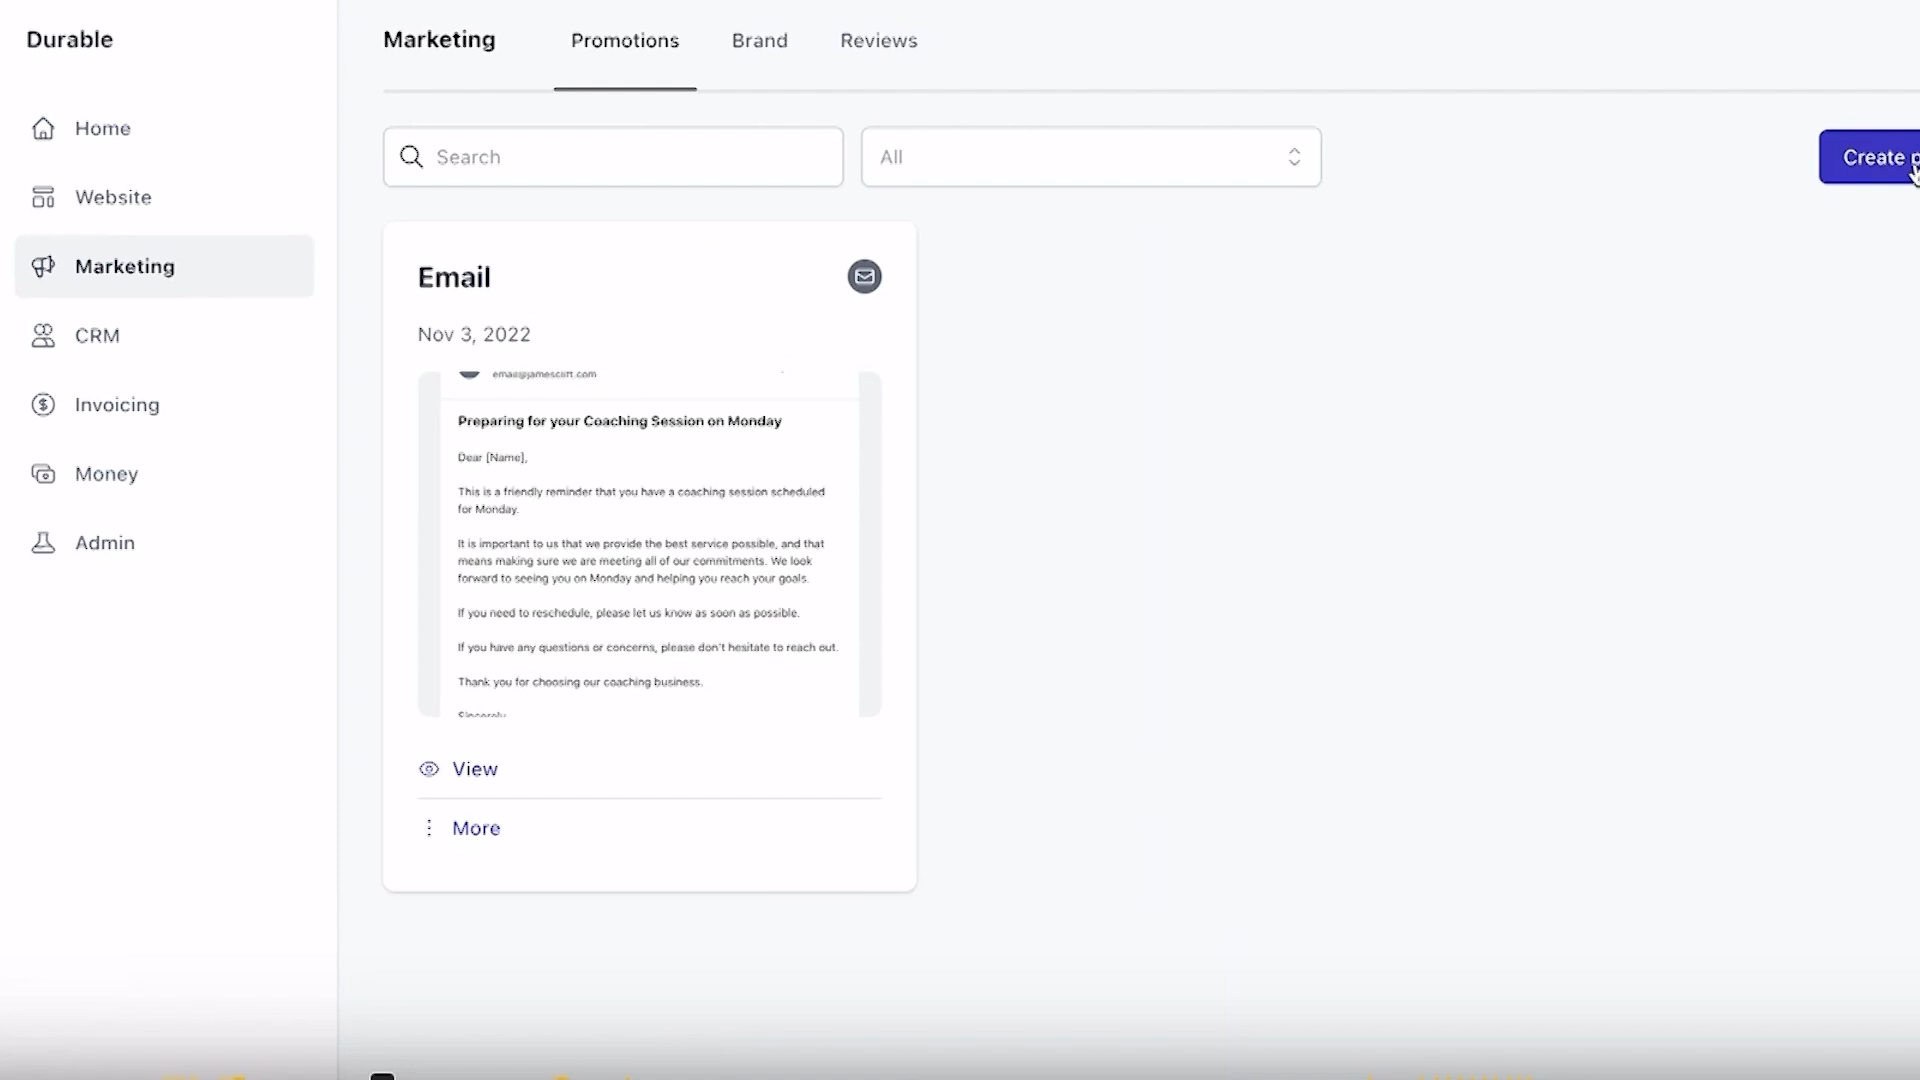 Durable
Home
Website
Marketing
CRM
Invoicing
Money
Admin
Marketing
Promotions
Brand
Reviews
Search
All
Create
Email
Nov 3, 2022
email@jamesclift.com
Preparing for your Coaching Session on Monday
Dear [Name],
This is a friendly reminder that you have a coaching session scheduled
for Monday.
It is important to us that we provide the best service possible, and that
means making sure we are meeting all of our commitments. We look
forward to seeing you on Monday and helping you reach your goals.
If you need to reschedule, please let us know as soon as possible.
If you have any questions or concerns, please don't hesitate to reach out.
Thank you for choosing our coaching business.
Sincerely
View
More